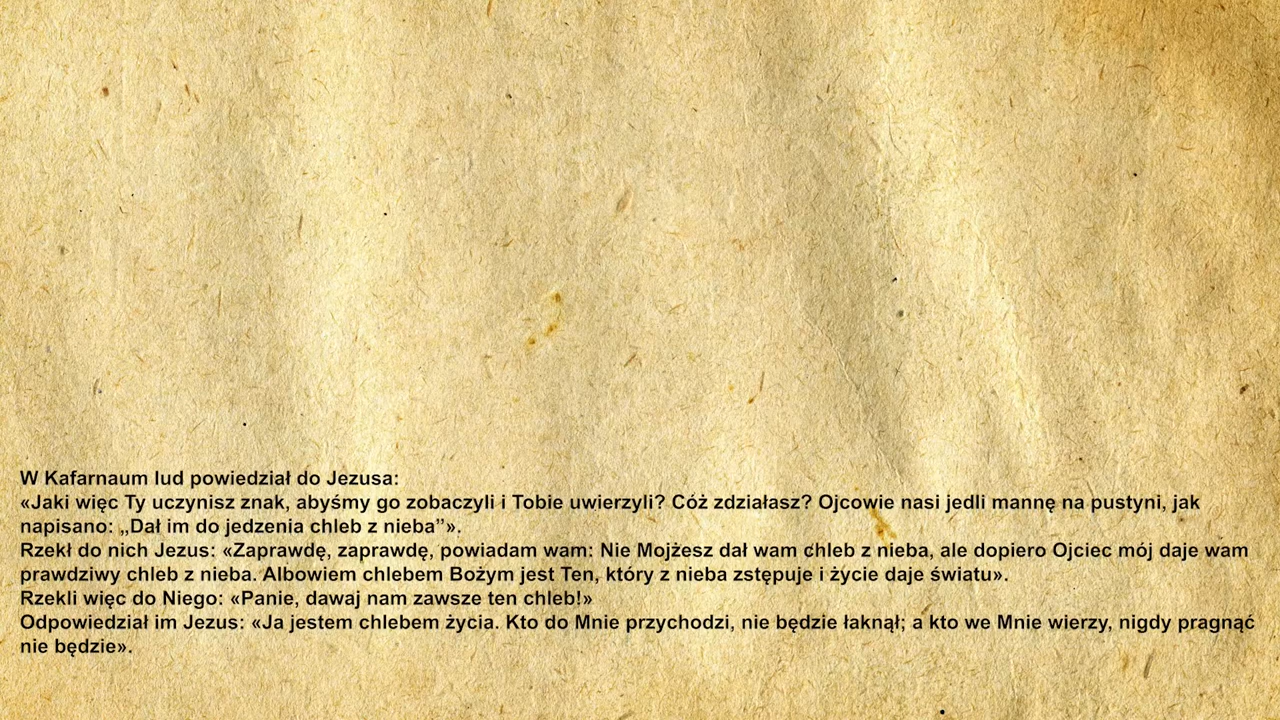 W Kafarnaum lud powiedział do Jezusa:
«Jaki więc Ty uczynisz znak, abyśmy go zobaczyli i Tobie uwierzyli? Cóż zdziałasz? Ojcowie nasi jedli mannę na pustyni, jak
napisano: „Dał im do jedzenia chleb z nieba”».
Rzekł do nich Jezus: «Zaprawdę, zaprawdę, powiadam wam: Nie Mojżesz dał wam chleb z nieba, ale dopiero Ojciec mój daje wam
prawdziwy chleb z nieba. Albowiem chlebem Bożym jest Ten, który z nieba zstępuje i życie daje światu».
Rzekli więc do Niego: «Panie, dawaj nam zawsze ten chleb!»
Odpowiedział im Jezus: «Ja jestem chlebem życia. Kto do Mnie przychodzi, nie będzie łaknął; a kto we Mnie wierzy, nigdy pragnąć
nie będzie».